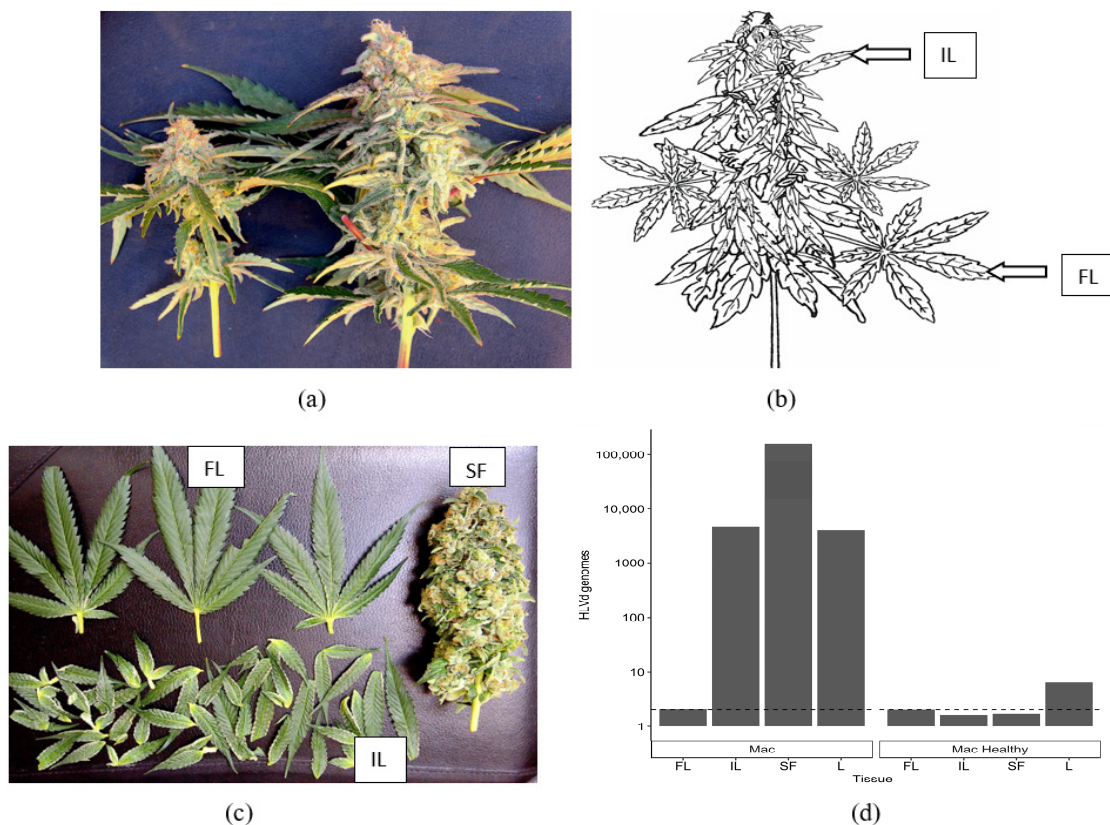 IL
FL
(a)
(b)
FL
SF
IL
(c)
HLVd genomes
100,000
10,000
1000
100
10
1
Mac
Mac Healthy
FL IL SF L FL IL SF L
Tissue
(d)